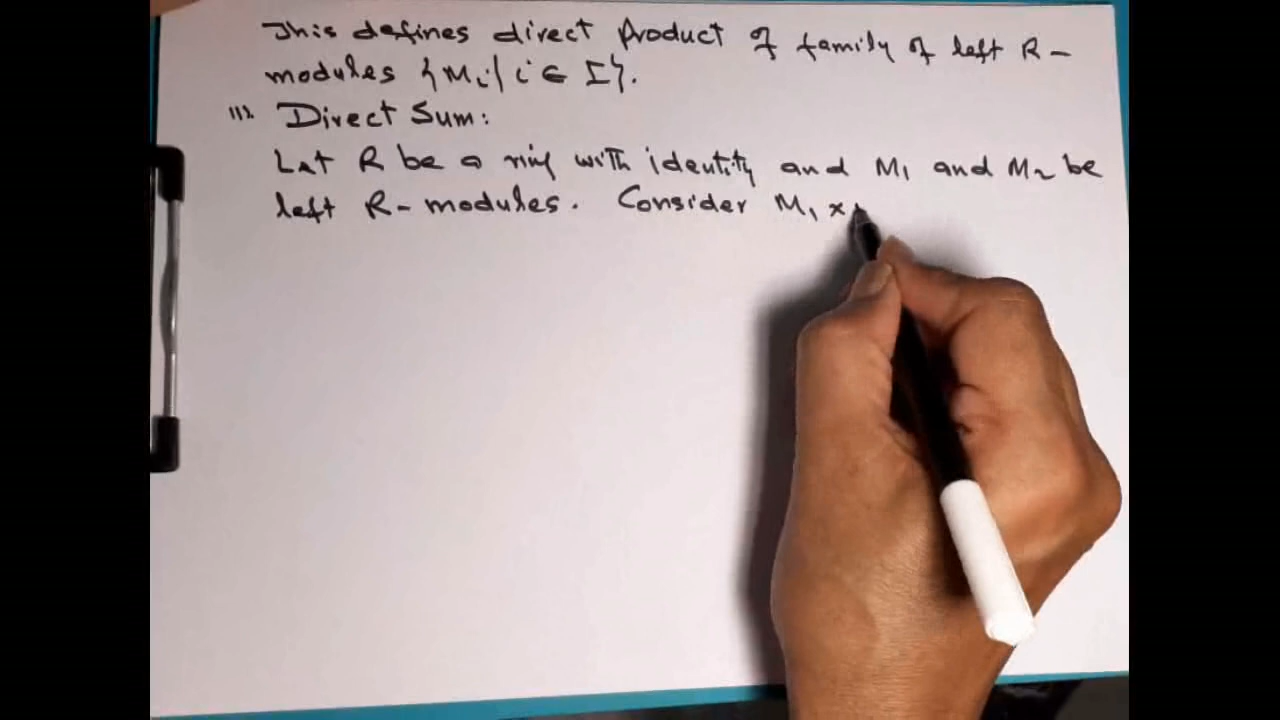 This defines direct product of family of left R-
modules {Mi | i ∈ I}.
iii. Direct Sum:
Let R be a ring with identity and M1 and M2 be
left R-modules. Consider M1 ×